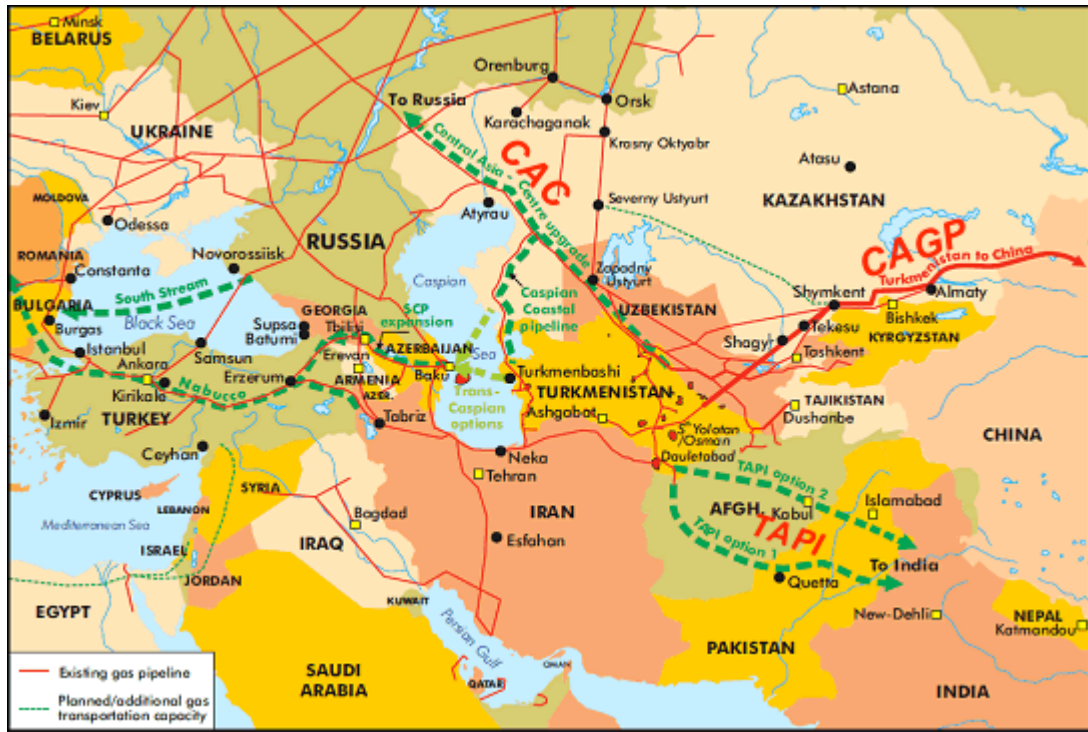 Minsk
BELARUS
Kiev
UKRAINE
MOLDOVA
Odessa
ROMANIA
Constanta
BULGARIA
Burgas
Istanbul
Ankara
Kirikale
Izmir
TURKEY
Nabucco
Samsun
South Stream
Black Sea
Novorossiisk
RUSSIA
Supsa
Batumi
GEORGIA
Tbilisi
Erevan
ARMENIA
AZER.
AZERBAIJAN
Baku
Erzerum
Tabriz
Ceyhan
CYPRUS
SYRIA
LEBANON
Mediterranean Sea
ISRAEL
JORDAN
EGYPT
Bagdad
IRAQ
KUWAIT
SAUDI
ARABIA
Persian Gulf
QATAR
OMAN
Orenburg
To Russia
Karachaganak
Orsk
Krasny Oktyabr
Central Asia - Centre upgrade
CAC
Atyrau
Severny Ustyurt
Caspian
Sea
SCP
expansion
Caspian
Coastal
pipeline
Zapadny
Ustyurt
Trans-
Caspian
options
Turkmenbashi
TURKMENISTAN
Ashgabat
UZBEKISTAN
Astana
Atasu
KAZAKHSTAN
CAGP
Turkmenistan to China
Shymkent
Almaty
Tekesu
Bishkek
KYRGYZSTAN
Shagyr
Tashkent
TAJIKISTAN
Dushanbe
CHINA
S Yolotan
/Osman
Dauletabad
Neka
Tehran
IRAN
Esfahan
TAPI option 2
AFGH.
Kabul
Islamabad
TAPI
TAPI option 1
To India
Quetta
New-Dehli
NEPAL
Katmandou
PAKISTAN
INDIA
Existing gas pipeline
Planned/additional gas
transportation capacity